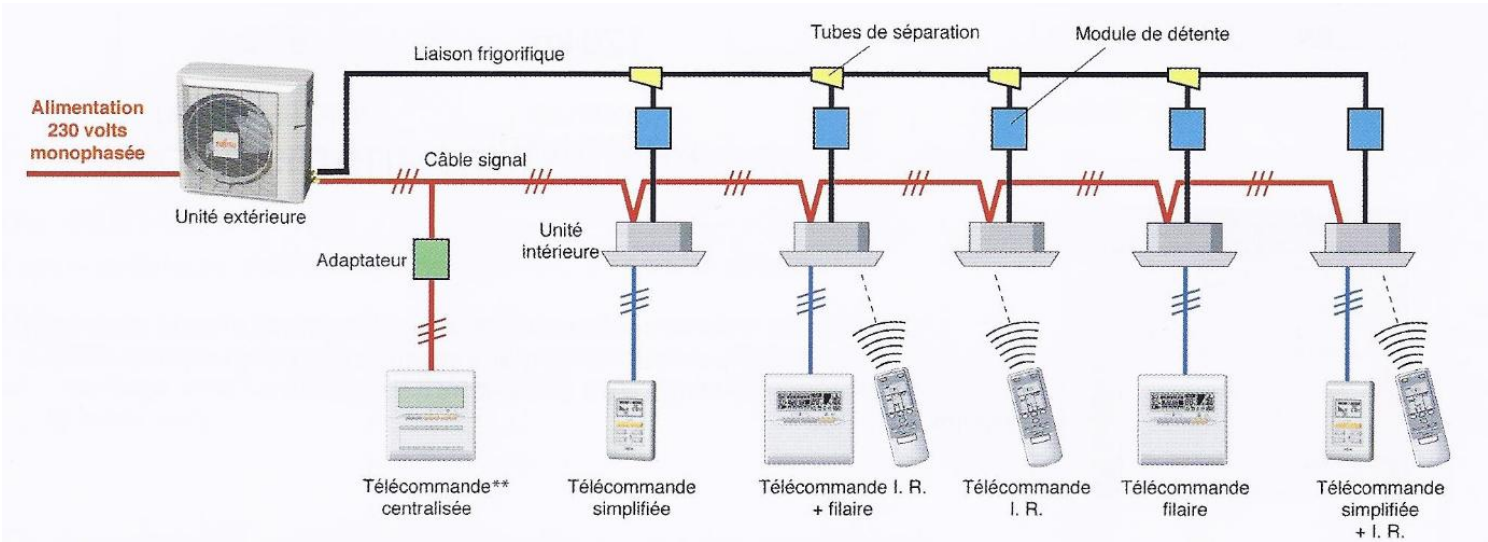 Tubes de séparation
Module de détente
Liaison frigorifique
Alimentation
230 volts
monophasée
Câble signal
Unité extérieure
Unité
intérieure
Adaptateur
Télécommande**
centralisée
Télécommande
simplifiée
Télécommande I. R.
+ filaire
Télécommande
I. R.
Télécommande
filaire
Télécommande
simplifiée
+ I. R.